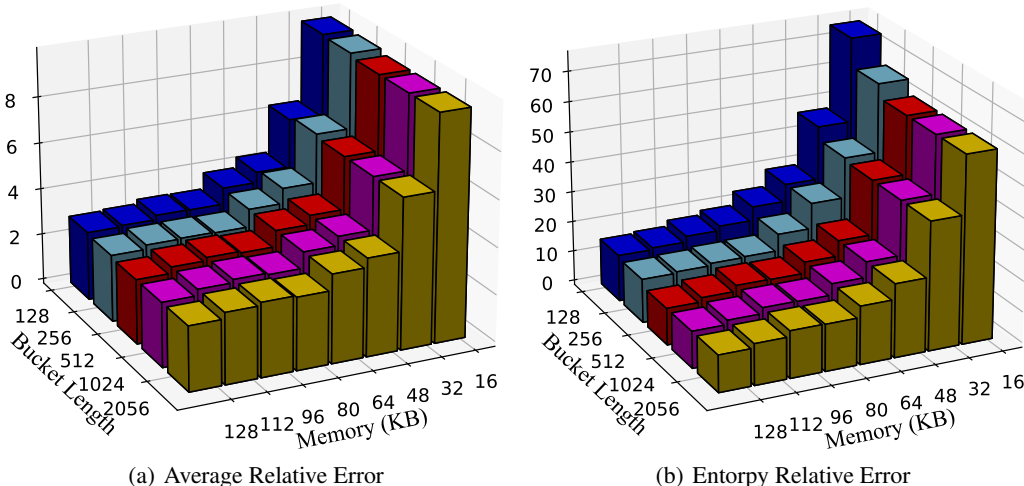 8
6
4
2
0
128
256
512
1024
2056
Bucket Length
128 112 96 80 64 48 32 16
Memory (KB)
(a) Average Relative Error
70
60
50
40
30
20
10
0
128
256
512
1024
2056
Bucket Length
128 112 96 80 64 48 32 16
Memory (KB)
(b) Entorpy Relative Error